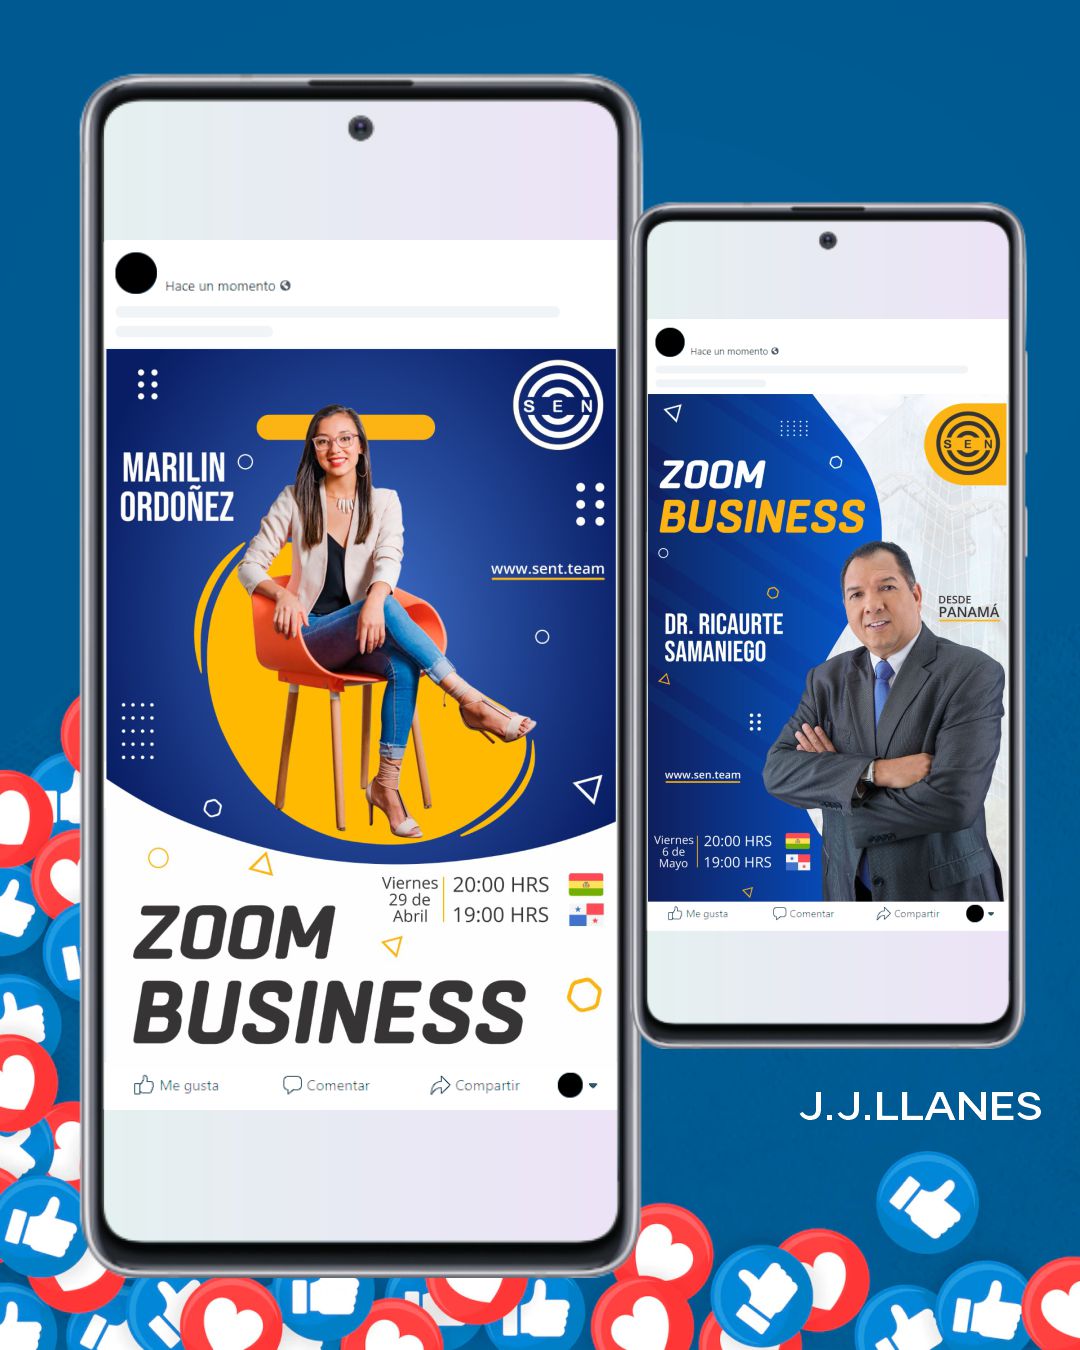 Hace un momento
S E N
MARILIN
ORDOÑEZ
www.sent.team
Viernes
29 de
Abril
20:00 HRS
19:00 HRS
ZOOM
BUSINESS
Me gusta
Comentar
Compartir
Hace un momento
S E N
ZOOM
BUSINESS
DESDE
PANAMÁ
DR. RICAURTE
SAMANIEGO
www.sen.team
Viernes
6 de
Mayo
20:00 HRS
19:00 HRS
Me gusta
Comentar
Compartir
J.J.LLANES